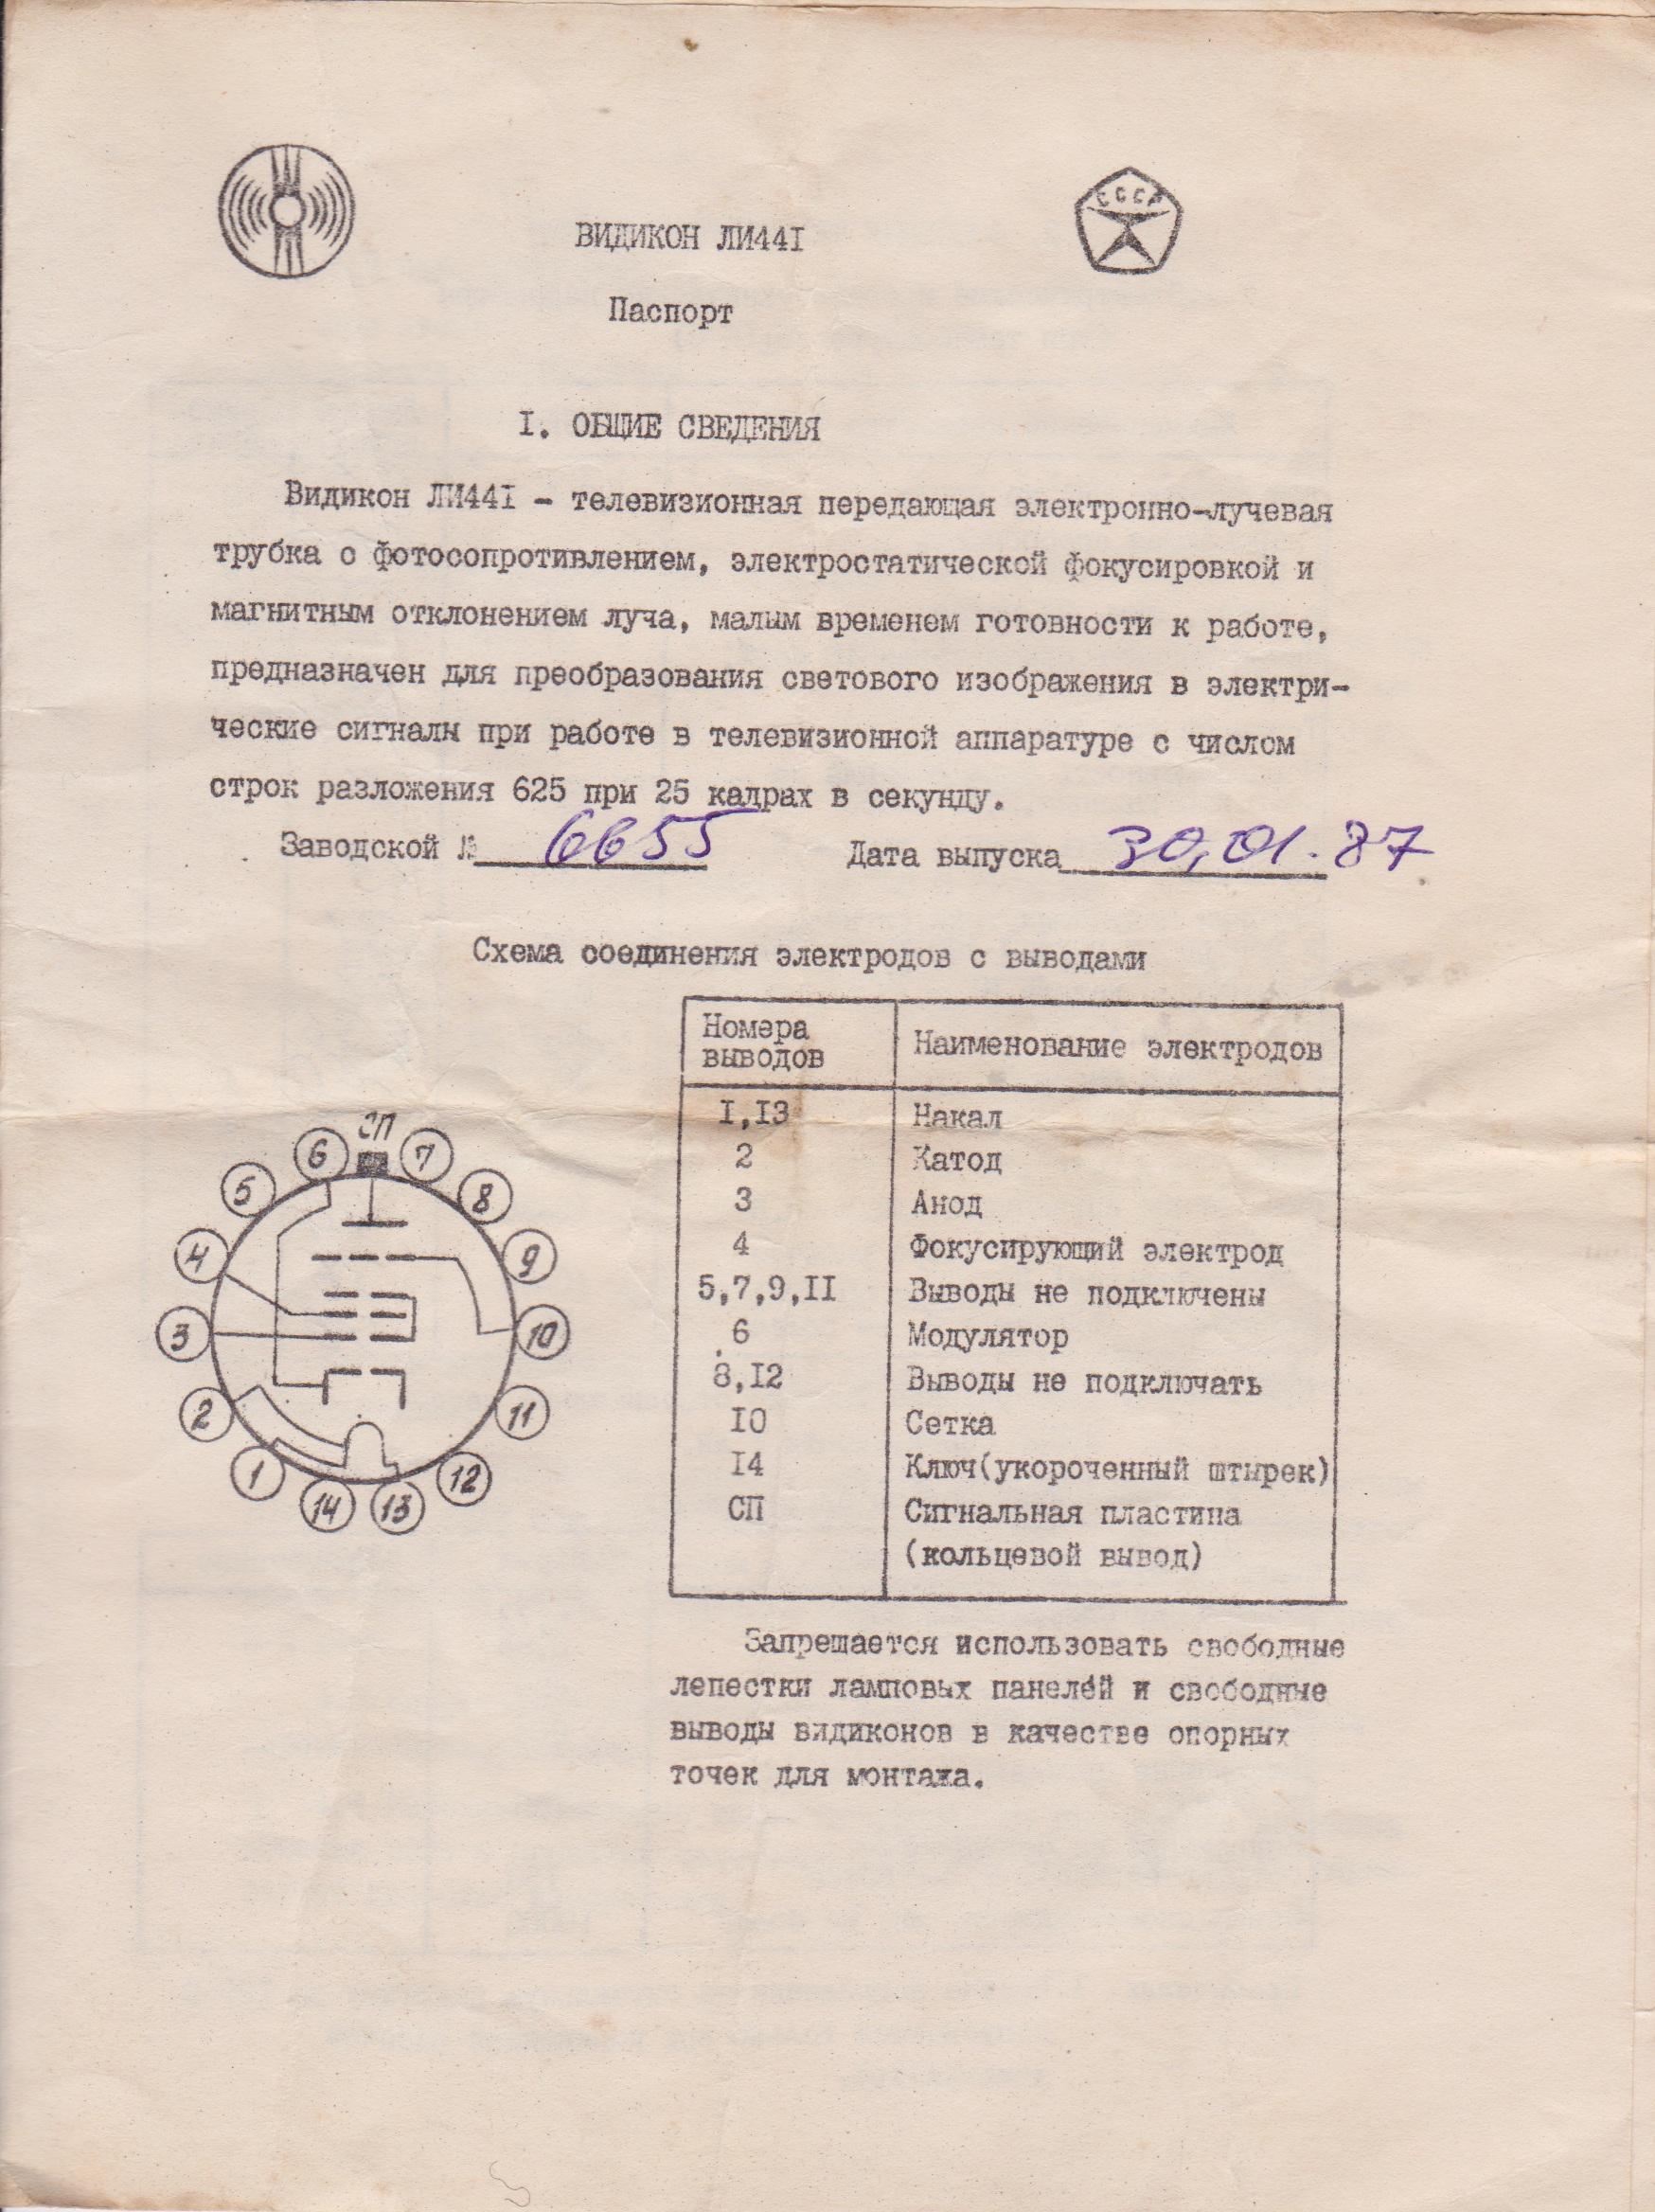 СССР
ВИДИКОН ЛИ44I
Паспорт
I. ОБЩИЕ СВЕДЕНИЯ
Видикон ЛИ44I - телевизионная передающая электронно-лучевая
трубка с фотосопротивлением, электростатической фокусировкой и
магнитным отклонением луча, малым временем готовности к работе,
предназначен для преобразования светового изображения в электри-
ческие сигналы при работе в телевизионной аппаратуре с числом
строк разложения 625 при 25 кадрах в секунду.
Заводской № 6655 Дата выпуска 30.01.87
Схема соединения электродов с выводами
Номера выводов Наименование электродов
I,I3 Накал
2 Катод
3 Анод
4 Фокусирующий электрод
5,7,9,II Выводы не подключены
6 Модулятор
8,I2 Выводы не подключать
I0 Сетка
I4 Ключ(укороченный штырек)
СП Сигнальная пластина
(кольцевой вывод)
СП
6 7
5 8
4 9
3 10
2 11
1 12
14 13
Запрещается использовать свободные
лепестки ламповых панелей и свободные
выводы видиконов в качестве опорных
точек для монтажа.